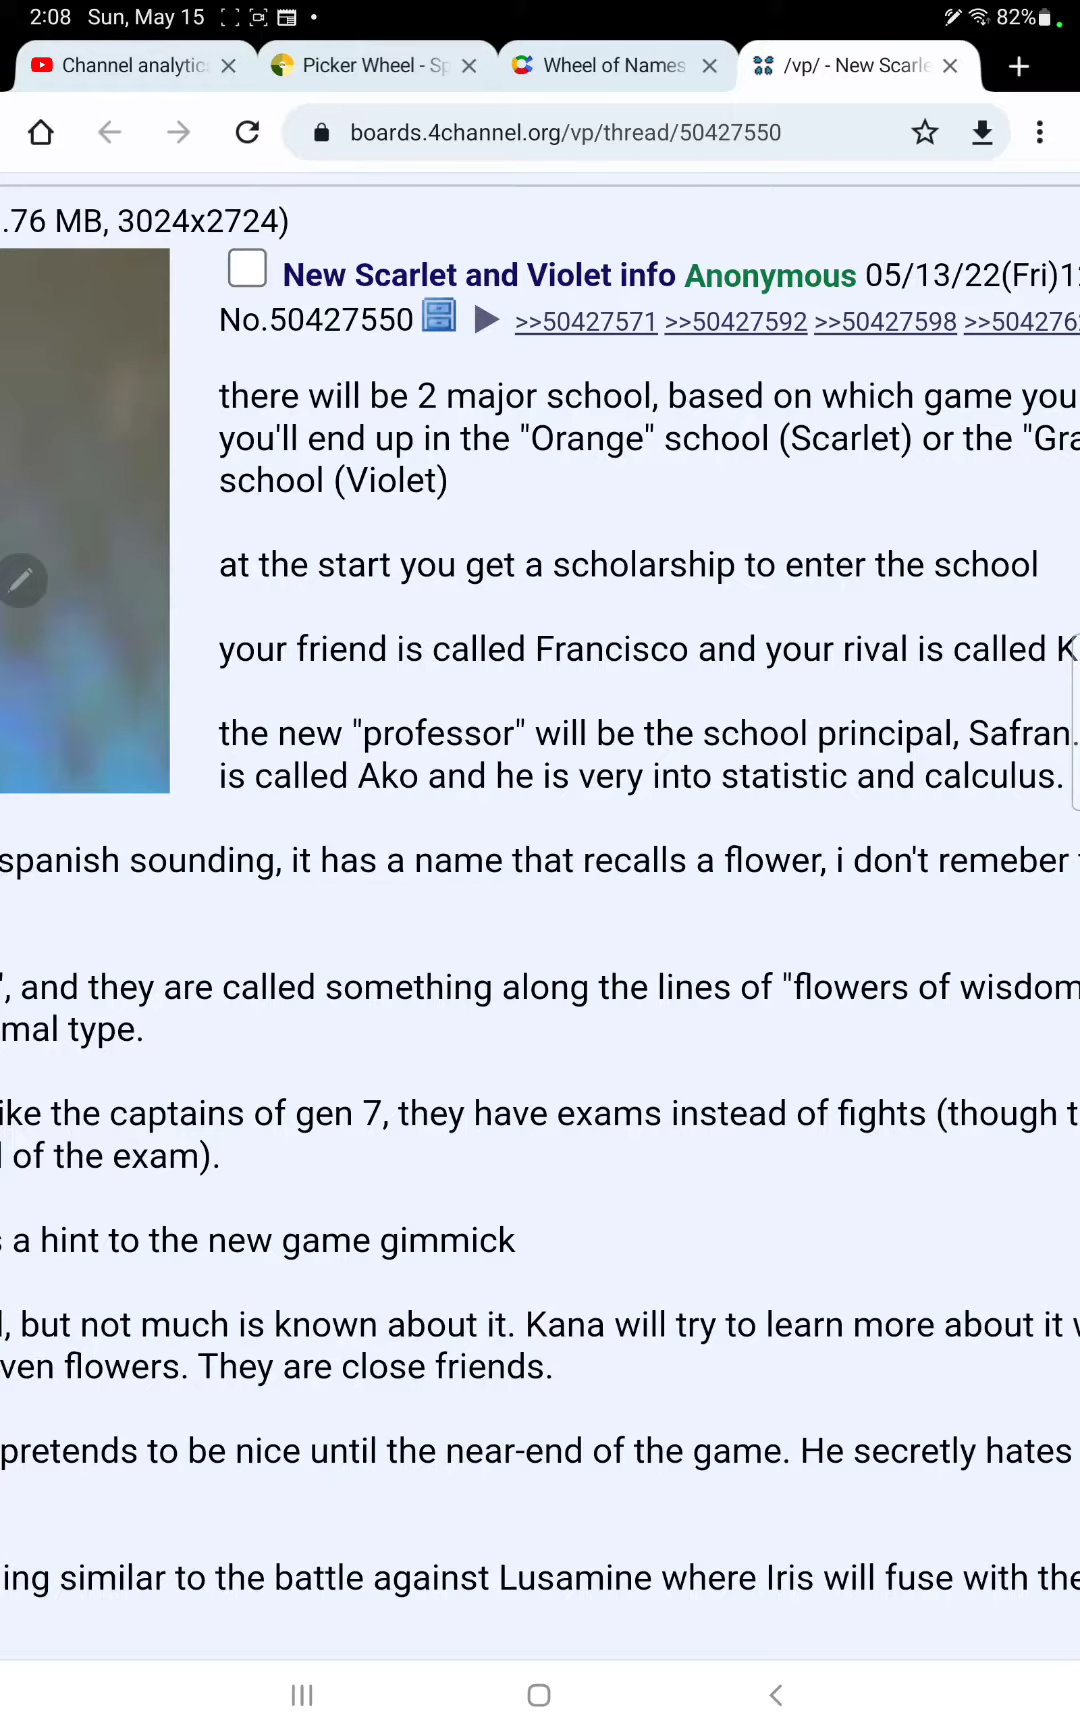 2:08 Sun, May 15 82%
Channel analytic Picker Wheel - Sp Wheel of Names /vp/ - New Scarle
boards.4channel.org/vp/thread/50427550
.76 MB, 3024x2724)
New Scarlet and Violet info Anonymous 05/13/22(Fri)1
No.50427550 >>50427571 >>50427592 >>50427598 >>504276
there will be 2 major school, based on which game you
you'll end up in the "Orange" school (Scarlet) or the "Gra
school (Violet)
at the start you get a scholarship to enter the school
your friend is called Francisco and your rival is called K
the new "professor" will be the school principal, Safran.
is called Ako and he is very into statistic and calculus.
spanish sounding, it has a name that recalls a flower, i don't remeber
", and they are called something along the lines of "flowers of wisdom
mal type.
ike the captains of gen 7, they have exams instead of fights (though t
of the exam).
a hint to the new game gimmick
, but not much is known about it. Kana will try to learn more about it
ven flowers. They are close friends.
pretends to be nice until the near-end of the game. He secretly hates
ing similar to the battle against Lusamine where Iris will fuse with the